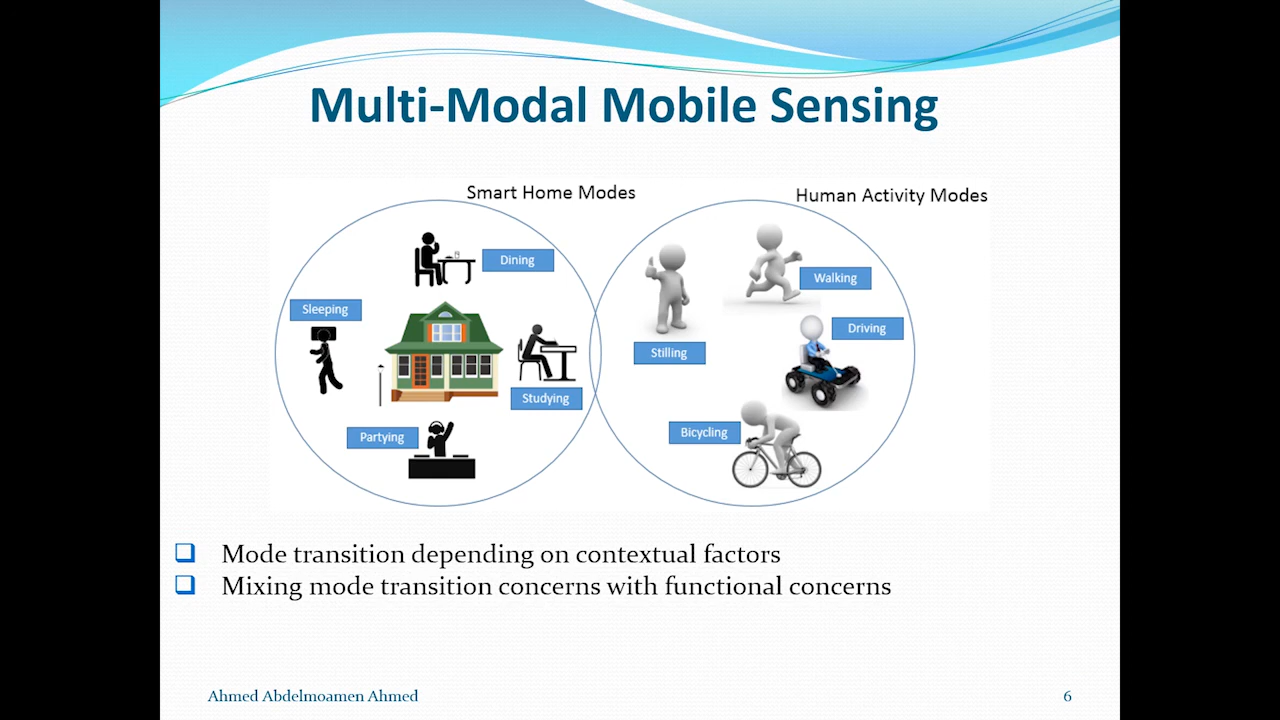 Multi-Modal Mobile Sensing
Smart Home Modes
Human Activity Modes
Dining
Sleeping
Studying
Partying
Walking
Driving
Stilling
Bicycling
Mode transition depending on contextual factors
Mixing mode transition concerns with functional concerns
Ahmed Abdelmoamen Ahmed
6